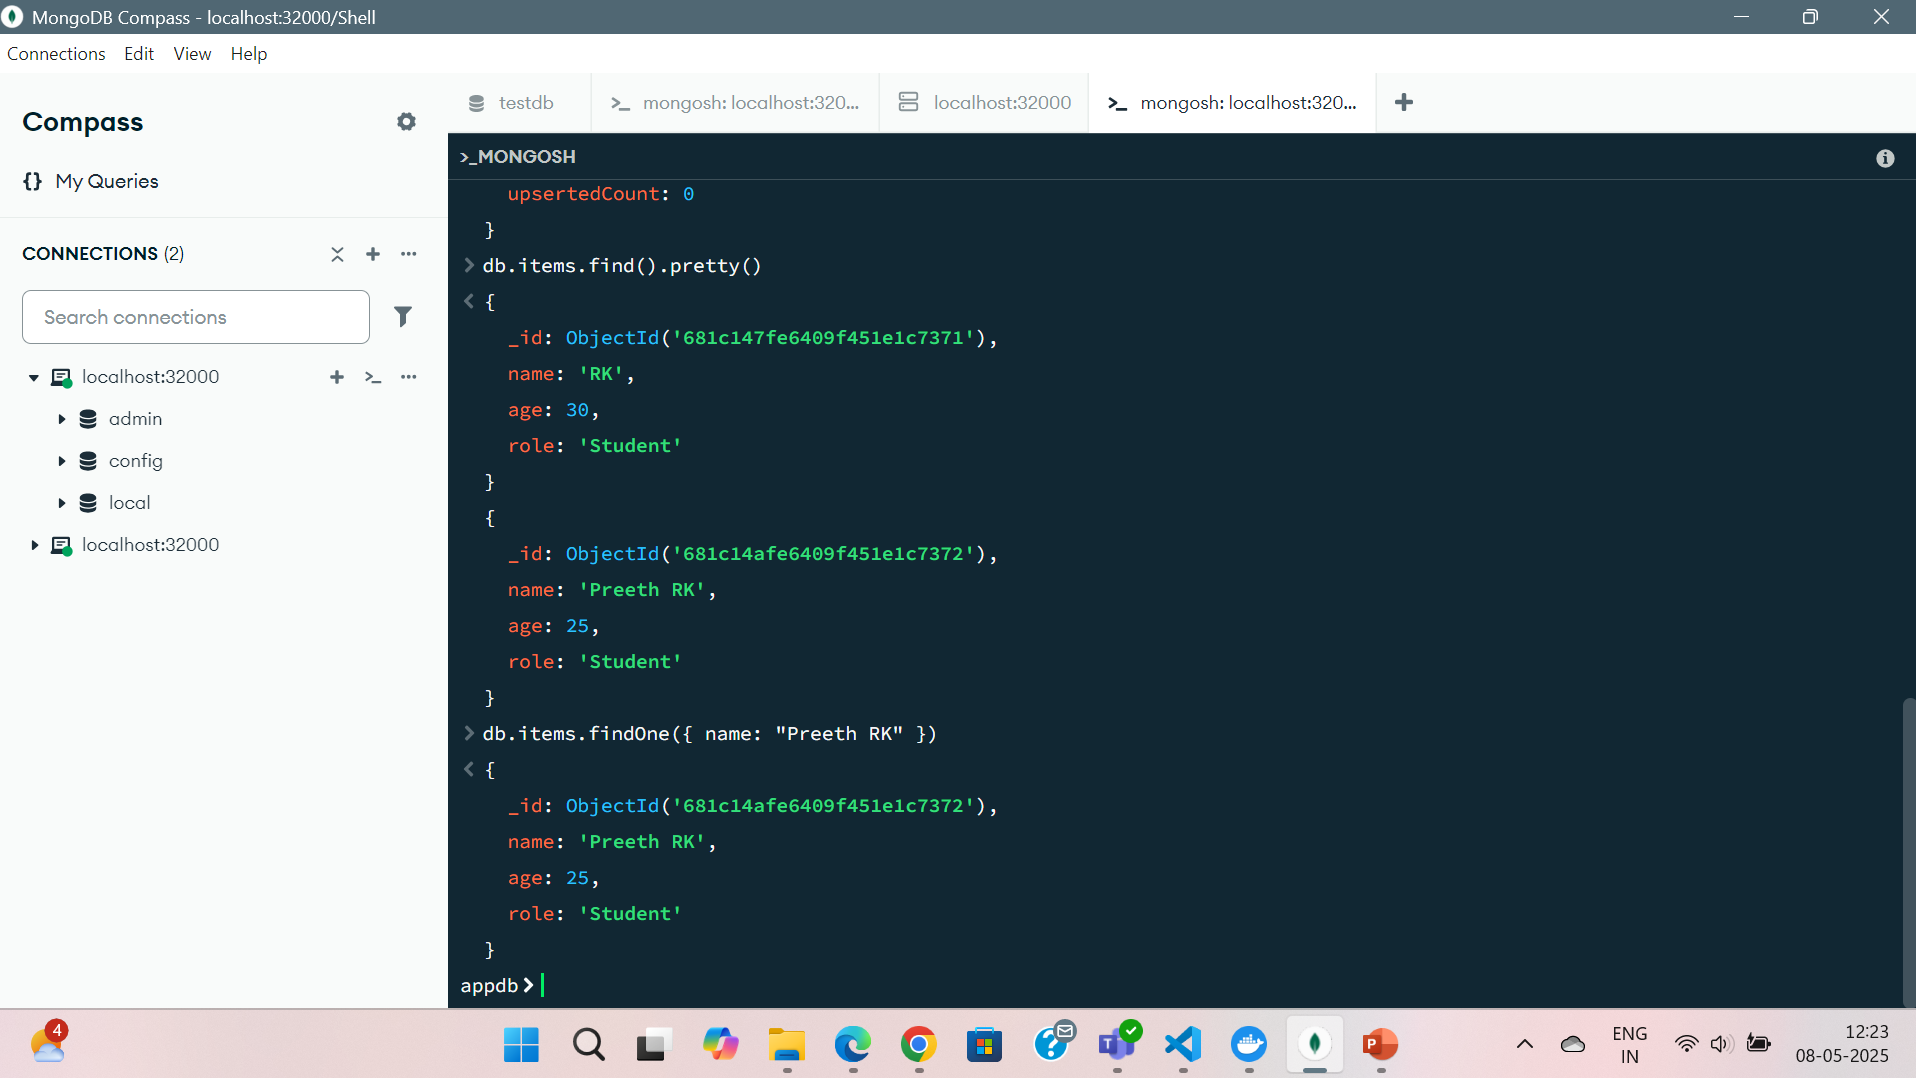 MongoDB Compass - localhost:32000/Shell
Connections Edit View Help
Compass
{} My Queries
CONNECTIONS (2)
Search connections
localhost:32000
admin
config
local
localhost:32000
testdb
>_ mongosh: localhost:320...
localhost:32000
>_ mongosh: localhost:320...
>_MONGOSH
upsertedCount: 0
}
> db.items.find().pretty()
< {
_id: ObjectId('681c147fe6409f451e1c7371'),
name: 'RK',
age: 30,
role: 'Student'
}
{
_id: ObjectId('681c14afe6409f451e1c7372'),
name: 'Preeth RK',
age: 25,
role: 'Student'
}
> db.items.findOne({ name: "Preeth RK" })
< {
_id: ObjectId('681c14afe6409f451e1c7372'),
name: 'Preeth RK',
age: 25,
role: 'Student'
}
appdb>
4
T
P
ENG
IN
12:23
08-05-2025